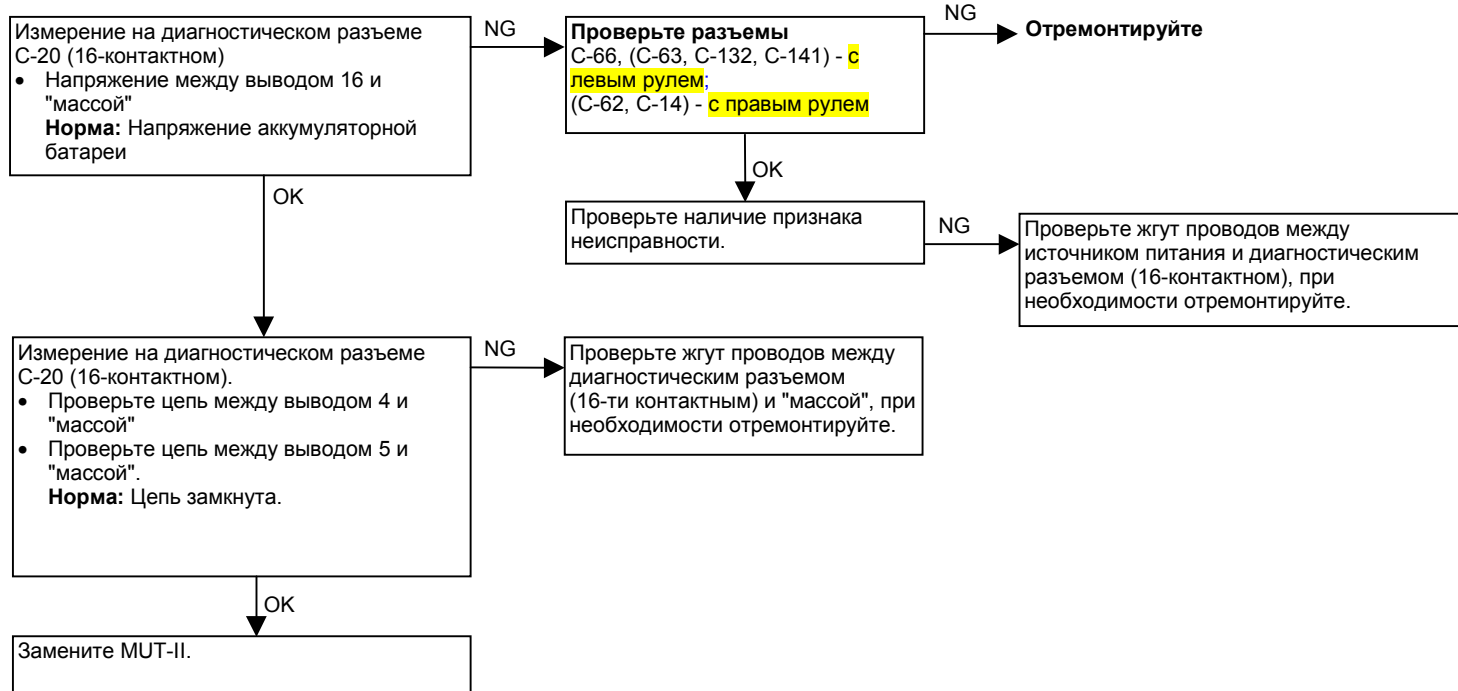 Измерение на диагностическом разъеме
С-20 (16-контактном)
• Напряжение между выводом 16 и
"массой"
Норма: Напряжение аккумуляторной
батареи
NG
Проверьте разъемы
С-66, (С-63, С-132, С-141) - с
левым рулем;
(С-62, С-14) - с правым рулем
NG
Отремонтируйте
OK
OK
Проверьте наличие признака
неисправности.
NG
Проверьте жгут проводов между
источником питания и диагностическим
разъемом (16-контактном), при
необходимости отремонтируйте.
Измерение на диагностическом разъеме
С-20 (16-контактном).
• Проверьте цепь между выводом 4 и
"массой"
• Проверьте цепь между выводом 5 и
"массой".
Норма: Цепь замкнута.
NG
Проверьте жгут проводов между
диагностическим разъемом
(16-ти контактным) и "массой", при
необходимости отремонтируйте.
OK
Замените MUT-II.